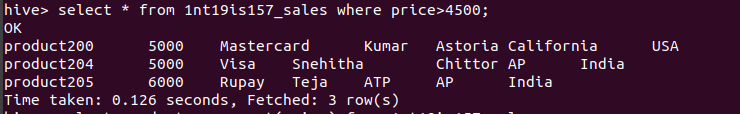 hive> select * from 1nt19is157_sales where price>4500;
OK
product200 5000 Mastercard Kumar Astoria California USA
product204 5000 Visa Snehitha Chittor AP India
product205 6000 Rupay Teja ATP AP India
Time taken: 0.126 seconds, Fetched: 3 row(s)